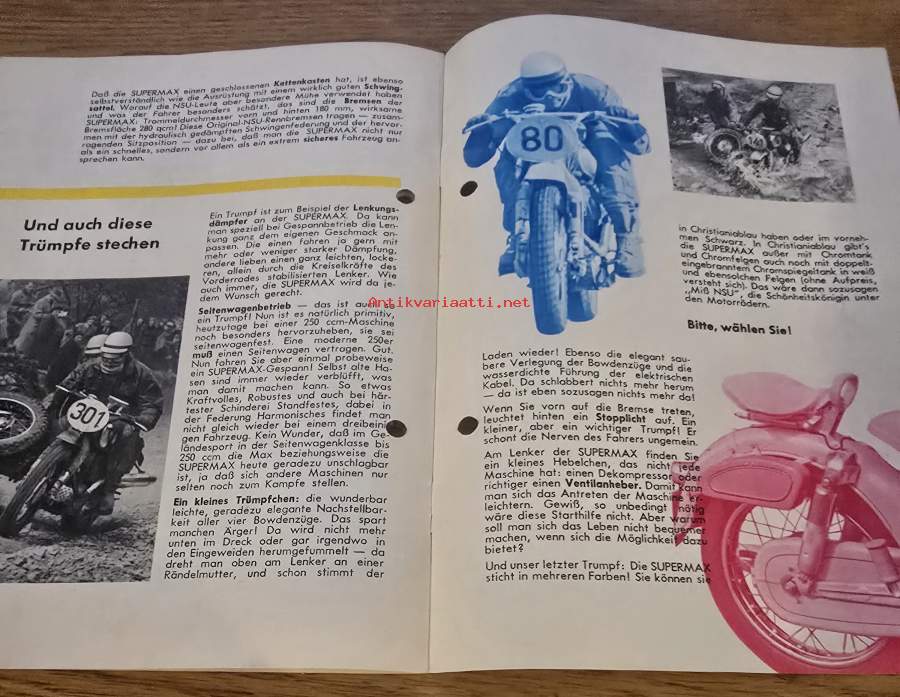 Daß die SUPERMAX einen geschlossenen Kettenkasten hat, ist ebenso
selbstverständlich wie die Ausrüstung mit einem wirklich guten Schwing-
sattel. Worauf die NSU-Leute aber besondere Mühe verwendet haben
und was der Fahrer besonders schätzt, das sind die Bremsen der
SUPERMAX: Trommeldurchmesser vorn und hinten 180 mm, wirksame
Bremsfläche 280 qcm! Diese Original-NSU-Rennbremsen tragen — zusam-
men mit der hydraulisch gedämpften Schwingenfederung und der hervor-
ragenden Sitzposition — dazu bei, daß man die SUPERMAX nicht nur
als ein schnelles, sondern vor allem als ein extrem sicheres Fahrzeug an-
sprechen kann.
Und auch diese
Trümpfe stechen
301
Ein Trumpf ist zum Beispiel der Lenkungs-
dämpfer an der SUPERMAX. Da kann
man speziell bei Gespannbetrieb die Len-
kung ganz dem eigenen Geschmack an-
passen. Die einen fahren ja gern mit
mehr oder weniger starker Dämpfung,
andere lieben einen ganz leichten, locke-
ren, allein durch die Kreiselkräfte des
Vorderrades stabilisierten Lenker. Wie
auch immer, die SUPERMAX wird da je-
dem Wunsch gerecht.
Seitenwagenbetrieb — das ist auch
ein Trumpf! Nun ist es natürlich primitiv,
heutzutage bei einer 250 ccm-Maschine
noch besonders hervorzuheben, sie sei
seitenwagenfest. Eine moderne 250er
muß einen Seitenwagen vertragen. Gut.
Nun fahren Sie aber einmal probeweise
ein SUPERMAX-Gespann! Selbst alte Ha-
sen sind immer wieder verblüfft, was
man damit machen kann. So etwas
Kraftvolles, Robustes und auch bei här-
tester Schinderei Standfestes, dabei in
der Federung Harmonisches findet man
nicht gleich wieder bei einem dreibeini-
gen Fahrzeug. Kein Wunder, daß im Ge-
ländesport in der Seitenwagenklasse bis
250 ccm die Max beziehungsweise die
SUPERMAX heute geradezu unschlagbar
ist, ja daß sich andere Maschinen nur
selten noch zum Kampfe stellen.
Ein kleines Trümpfchen: die wunderbar
leichte, geradezu elegante Nachstellbar-
keit aller vier Bowdenzüge. Das spart
manchen Ärger! Da wird nicht mehr
unten im Dreck oder gar irgendwo in
den Eingeweiden herumgefummelt — da
dreht man oben am Lenker an einer
Rändelmutter, und schon stimmt der
Antikvariaatti.net
80
Laden wieder! Ebenso die elegant sau-
bere Verlegung der Bowdenzüge und die
wasserdichte Führung der elektrischen
Kabel. Da schlabbert nichts mehr herum
— da ist eben sozusagen nichts mehr da!
Wenn Sie vorn auf die Bremse treten,
leuchtet hinten ein Stopplicht auf. Ein
kleiner, aber ein wichtiger Trumpf! Er
schont die Nerven des Fahrers ungemein.
Am Lenker der SUPERMAX finden Sie
ein kleines Hebelchen, das nicht jede
Maschine hat: einen Dekompressor oder
richtiger einen Ventilanheber. Damit kann
man sich das Antreten der Maschine er-
leichtern. Gewiß, so unbedingt nötig
wäre diese Starthilfe nicht. Aber warum
soll man sich das Leben nicht bequemer
machen, wenn sich die Möglichkeit dazu
bietet?
Und unser letzter Trumpf: Die SUPERMAX
sticht in mehreren Farben! Sie können sie
in Christianiablau haben oder im vorneh-
men Schwarz. In Christianiablau gibt's
die SUPERMAX außer mit Chromtank
und Chromfelgen auch noch mit doppelt-
eingebranntem Chromspiegeltank in weiß
und ebensolchen Felgen (ohne Aufpreis,
versteht sich). Das wäre dann sozusagen
„Miß NSU“, die Schönheitskönigin unter
den Motorrädern.
Bitte, wählen Sie!